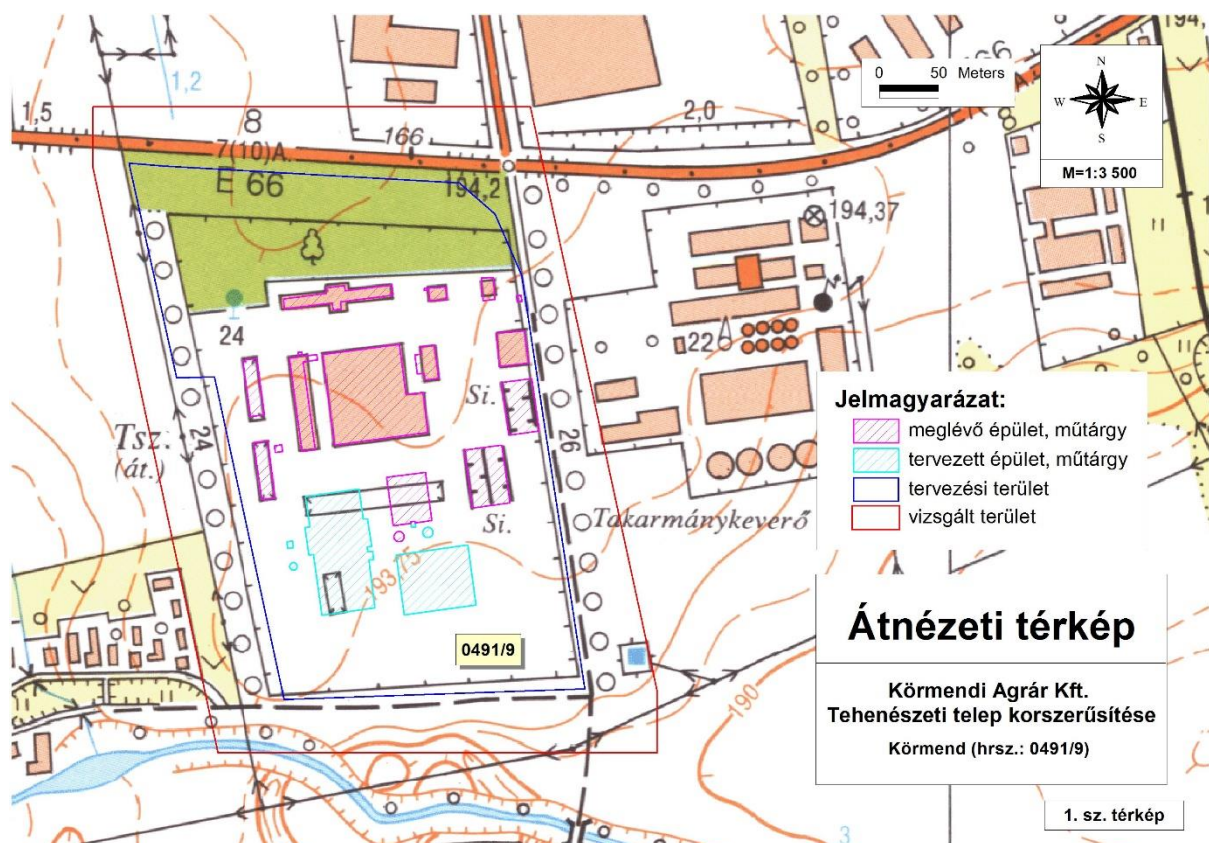 194,
0 50 Meters
N
W E
S
M=1:3 500
1,2
1,5
8
166
2,0
7(10)A.
E 66
194,2
194,37
24
22
Si.
Tsz.
(át.)
24
26
Si.
Takarmánykeverő
193,75
0491/9
190
3
Jelmagyarázat:
meglévő épület, műtárgy
tervezett épület, műtárgy
tervezési terület
vizsgált terület
Átnézeti térkép
Körmendi Agrár Kft.
Tehenészeti telep korszerűsítése
Körmend (hrsz.: 0491/9)
1. sz. térkép